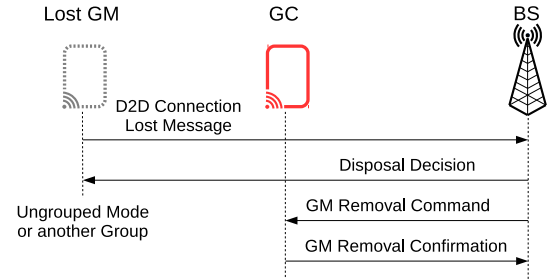 Lost GM
GC
BS
D2D Connection
Lost Message
Disposal Decision
Ungrouped Mode
or another Group
GM Removal Command
GM Removal Confirmation